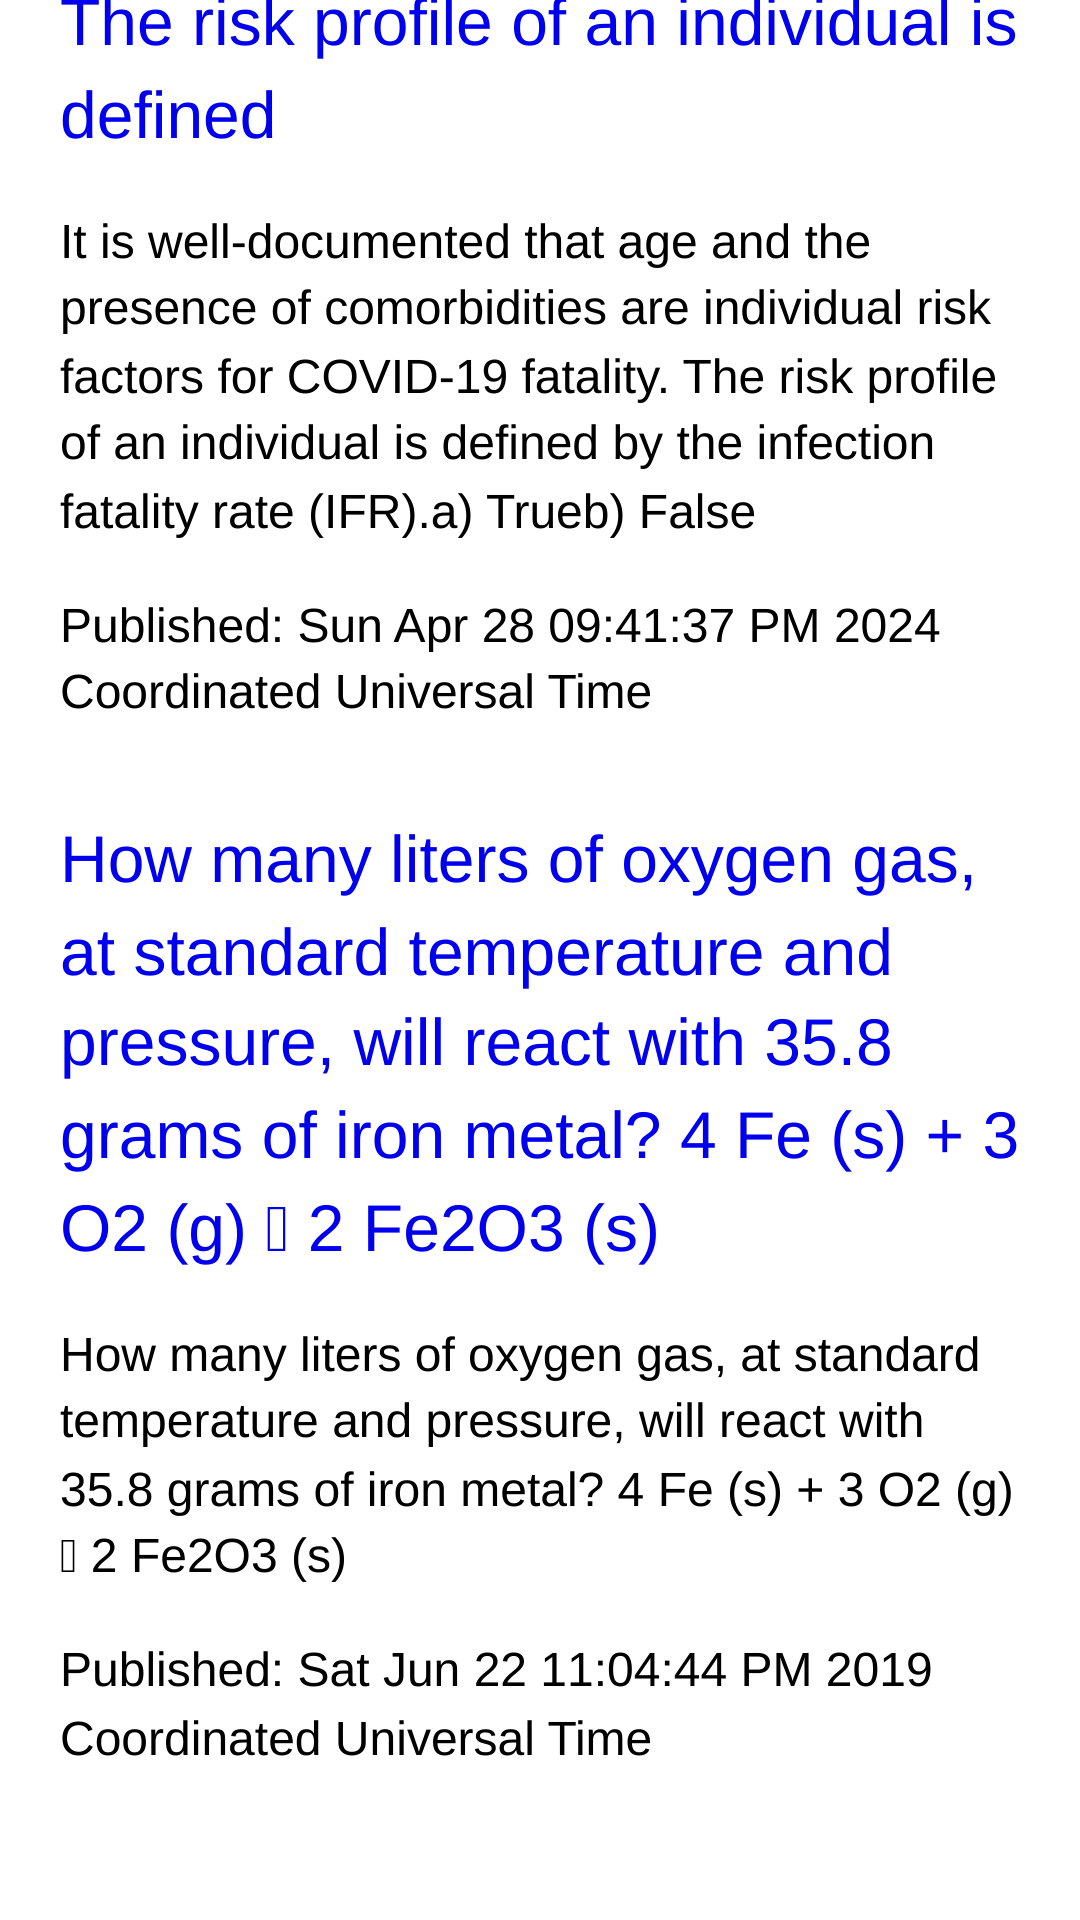 The risk profile of an individual is
defined
It is well-documented that age and the
presence of comorbidities are individual risk
factors for COVID-19 fatality. The risk profile
of an individual is defined by the infection
fatality rate (IFR).a) Trueb) False
Published: Sun Apr 28 09:41:37 PM 2024
Coordinated Universal Time
How many liters of oxygen gas,
at standard temperature and
pressure, will react with 35.8
grams of iron metal? 4 Fe (s) + 3
O2 (g)  2 Fe2O3 (s)
How many liters of oxygen gas, at standard
temperature and pressure, will react with
35.8 grams of iron metal? 4 Fe (s) + 3 O2 (g)
 2 Fe2O3 (s)
Published: Sat Jun 22 11:04:44 PM 2019
Coordinated Universal Time